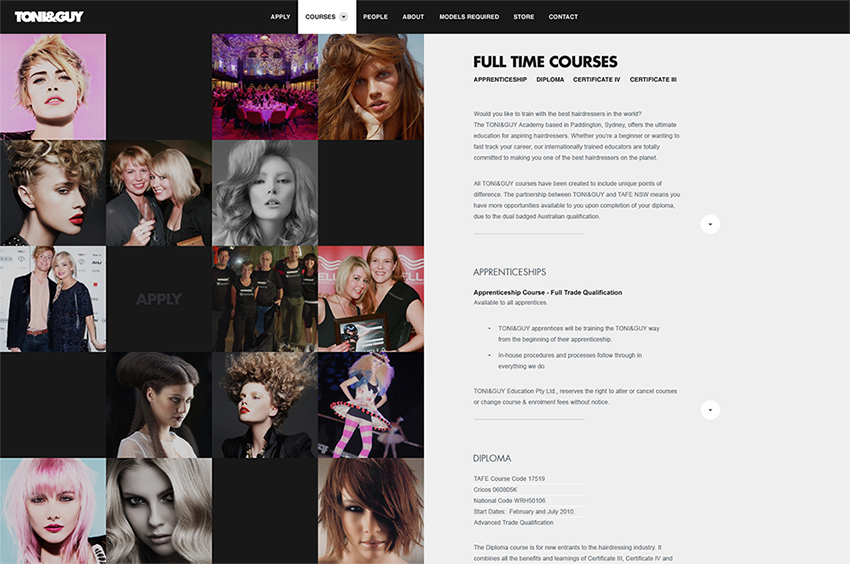 TONI&GUY
APPLY COURSES PEOPLE ABOUT MODELS REQUIRED STORE CONTACT
APPLY
FULL TIME COURSES
APPRENTICESHIP DIPLOMA CERTIFICATE IV CERTIFICATE III
Would you like to train with the best hairdressers in the world?
The TONI&GUY Academy based in Paddington, Sydney, offers the ultimate
education for aspiring hairdressers. Whether you're a beginner or wanting to
fast track your career, our internationally trained educators are totally
committed to making you one of the best hairdressers on the planet.
All TONI&GUY courses have been created to include unique points of
difference. The partnership between TONI&GUY and TAFE NSW means you
have more opportunities available to you upon completion of your diploma,
due to the dual badged Australian qualification.
APPRENTICESHIPS
Apprenticeship Course - Full Trade Qualification
Available to all apprentices.
• TONI&GUY apprentices will be training the TONI&GUY way
from the beginning of their apprenticeship.
• In-house procedures and processes follow through in
everything we do
TONI&GUY Education Pty Ltd., reserves the right to alter or cancel courses
or change course & enrolment fees without notice.
DIPLOMA
TAFE Course Code 17519
Cricos 060805K
National Code WRH50106
Start Dates: February and July 2010.
Advanced Trade Qualification
The Diploma course is for new entrants to the hairdressing industry. It
combines all the benefits and learnings of Certificate III, Certificate IV and